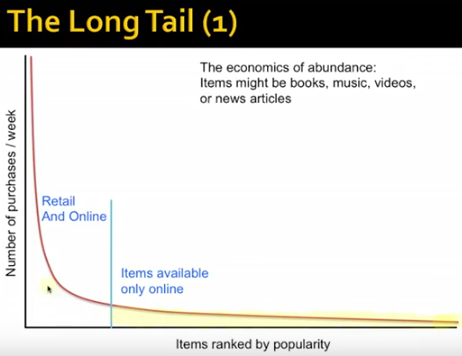 The Long Tail (1)
The economics of abundance:
Items might be books, music, videos,
or news articles
Number of purchases / week
Retail
And Online
Items available
only online
Items ranked by popularity